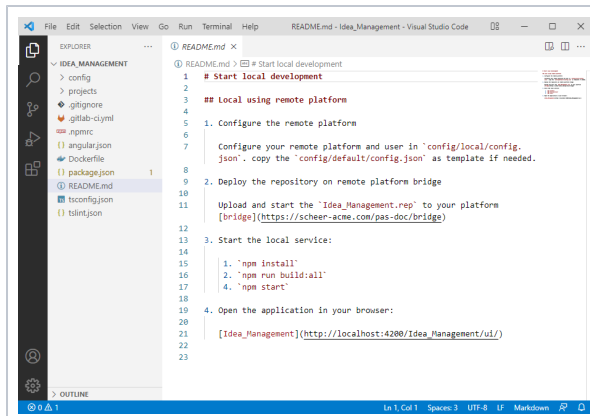 File Edit Selection View Go Run Terminal Help README.md - Idea_Management - Visual Studio Code
EXPLORER
IDEA_MANAGEMENT
config
projects
.gitignore
.gitlab-ci.yml
.npmrc
angular.json
Dockerfile
package.json 1
README.md
tsconfig.json
tslint.json
OUTLINE
README.md
README.md > # Start local development
1 # Start local development
2
3 ## Local using remote platform
4
5 1. Configure the remote platform
6
7 Configure your platform and user in `config/local/config.
json`. copy the `config/default/config.json` as template if needed.
8
9 2. Deploy the repository on remote platform bridge
10
11 Upload and start the `Idea_Management.rep` to your platform
[bridge](https://scheer-acme.com/pas-doc/bridge)
12
13 3. Start the local service:
14
15 1. `npm install`
16 2. `npm run build:all`
17 4. `npm start`
18
19 4. Open the application in your browser:
20
21 [Idea_Management](http://localhost:4200/Idea_Management/ui/)
22
23
0 1 Ln 1, Col 1 Spaces: 3 UTF-8 LF Markdown